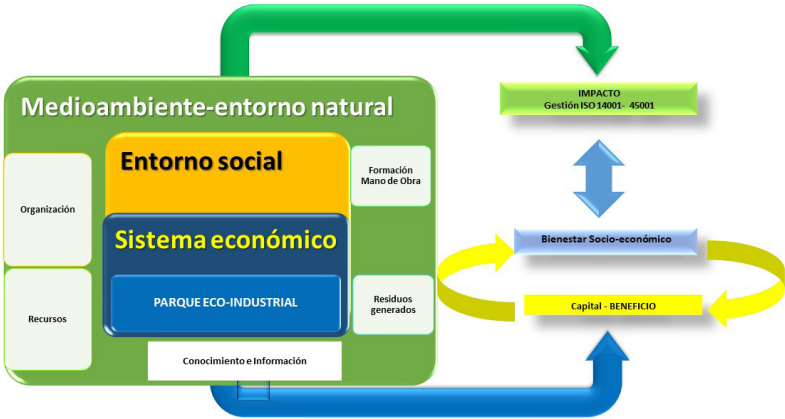 Medioambiente-entorno natural
Entorno social
Sistema económico
PARQUE ECO-INDUSTRIAL
Organización
Recursos
Formación
Mano de Obra
Residuos
generados
Conocimiento e Información
IMPACTO
Gestión ISO 14001- 45001
Bienestar Socio-económico
Capital - BENEFICIO